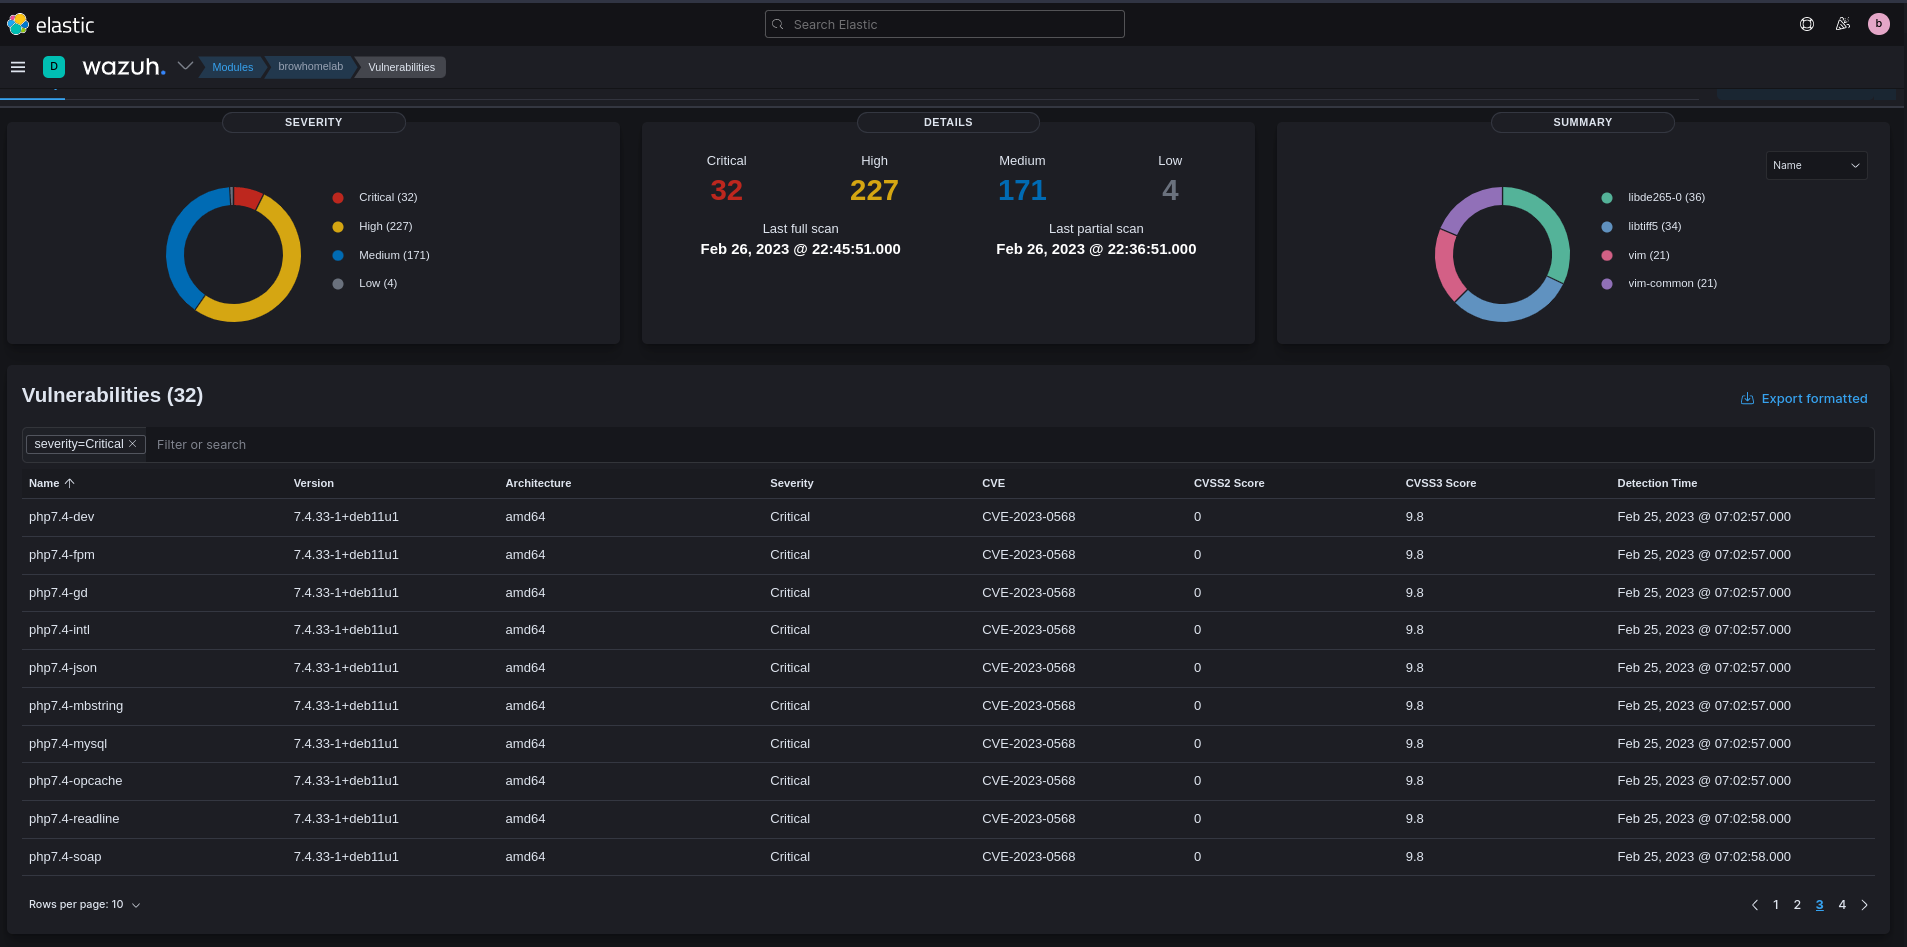 elastic
Search Elastic
b
D
wazuh.
Modules
browhomelab
Vulnerabilities
SEVERITY
Critical (32)
High (227)
Medium (171)
Low (4)
DETAILS
Critical High Medium Low
32 227 171 4
Last full scan Last partial scan
Feb 26, 2023 @ 22:45:51.000 Feb 26, 2023 @ 22:36:51.000
SUMMARY
Name
libde265-0 (36)
libtiff5 (34)
vim (21)
vim-common (21)
Vulnerabilities (32)
Export formatted
severity=Critical
Filter or search
Name Version Architecture Severity CVE CVSS2 Score CVSS3 Score Detection Time
php7.4-dev 7.4.33-1+deb11u1 amd64 Critical CVE-2023-0568 0 9.8 Feb 25, 2023 @ 07:02:57.000
php7.4-fpm 7.4.33-1+deb11u1 amd64 Critical CVE-2023-0568 0 9.8 Feb 25, 2023 @ 07:02:57.000
php7.4-gd 7.4.33-1+deb11u1 amd64 Critical CVE-2023-0568 0 9.8 Feb 25, 2023 @ 07:02:57.000
php7.4-intl 7.4.33-1+deb11u1 amd64 Critical CVE-2023-0568 0 9.8 Feb 25, 2023 @ 07:02:57.000
php7.4-json 7.4.33-1+deb11u1 amd64 Critical CVE-2023-0568 0 9.8 Feb 25, 2023 @ 07:02:57.000
php7.4-mbstring 7.4.33-1+deb11u1 amd64 Critical CVE-2023-0568 0 9.8 Feb 25, 2023 @ 07:02:57.000
php7.4-mysql 7.4.33-1+deb11u1 amd64 Critical CVE-2023-0568 0 9.8 Feb 25, 2023 @ 07:02:57.000
php7.4-opcache 7.4.33-1+deb11u1 amd64 Critical CVE-2023-0568 0 9.8 Feb 25, 2023 @ 07:02:57.000
php7.4-readline 7.4.33-1+deb11u1 amd64 Critical CVE-2023-0568 0 9.8 Feb 25, 2023 @ 07:02:58.000
php7.4-soap 7.4.33-1+deb11u1 amd64 Critical CVE-2023-0568 0 9.8 Feb 25, 2023 @ 07:02:58.000
Rows per page: 10
1 2 3 4